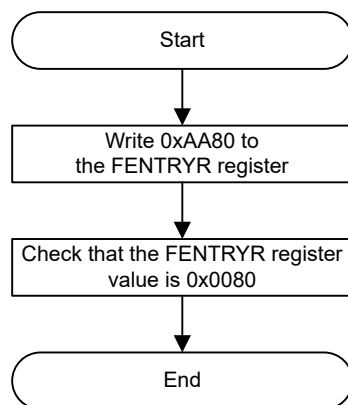 Start
Write 0xAA80 to
the FENTRYR register
Check that the FENTRYR register
value is 0x0080
End